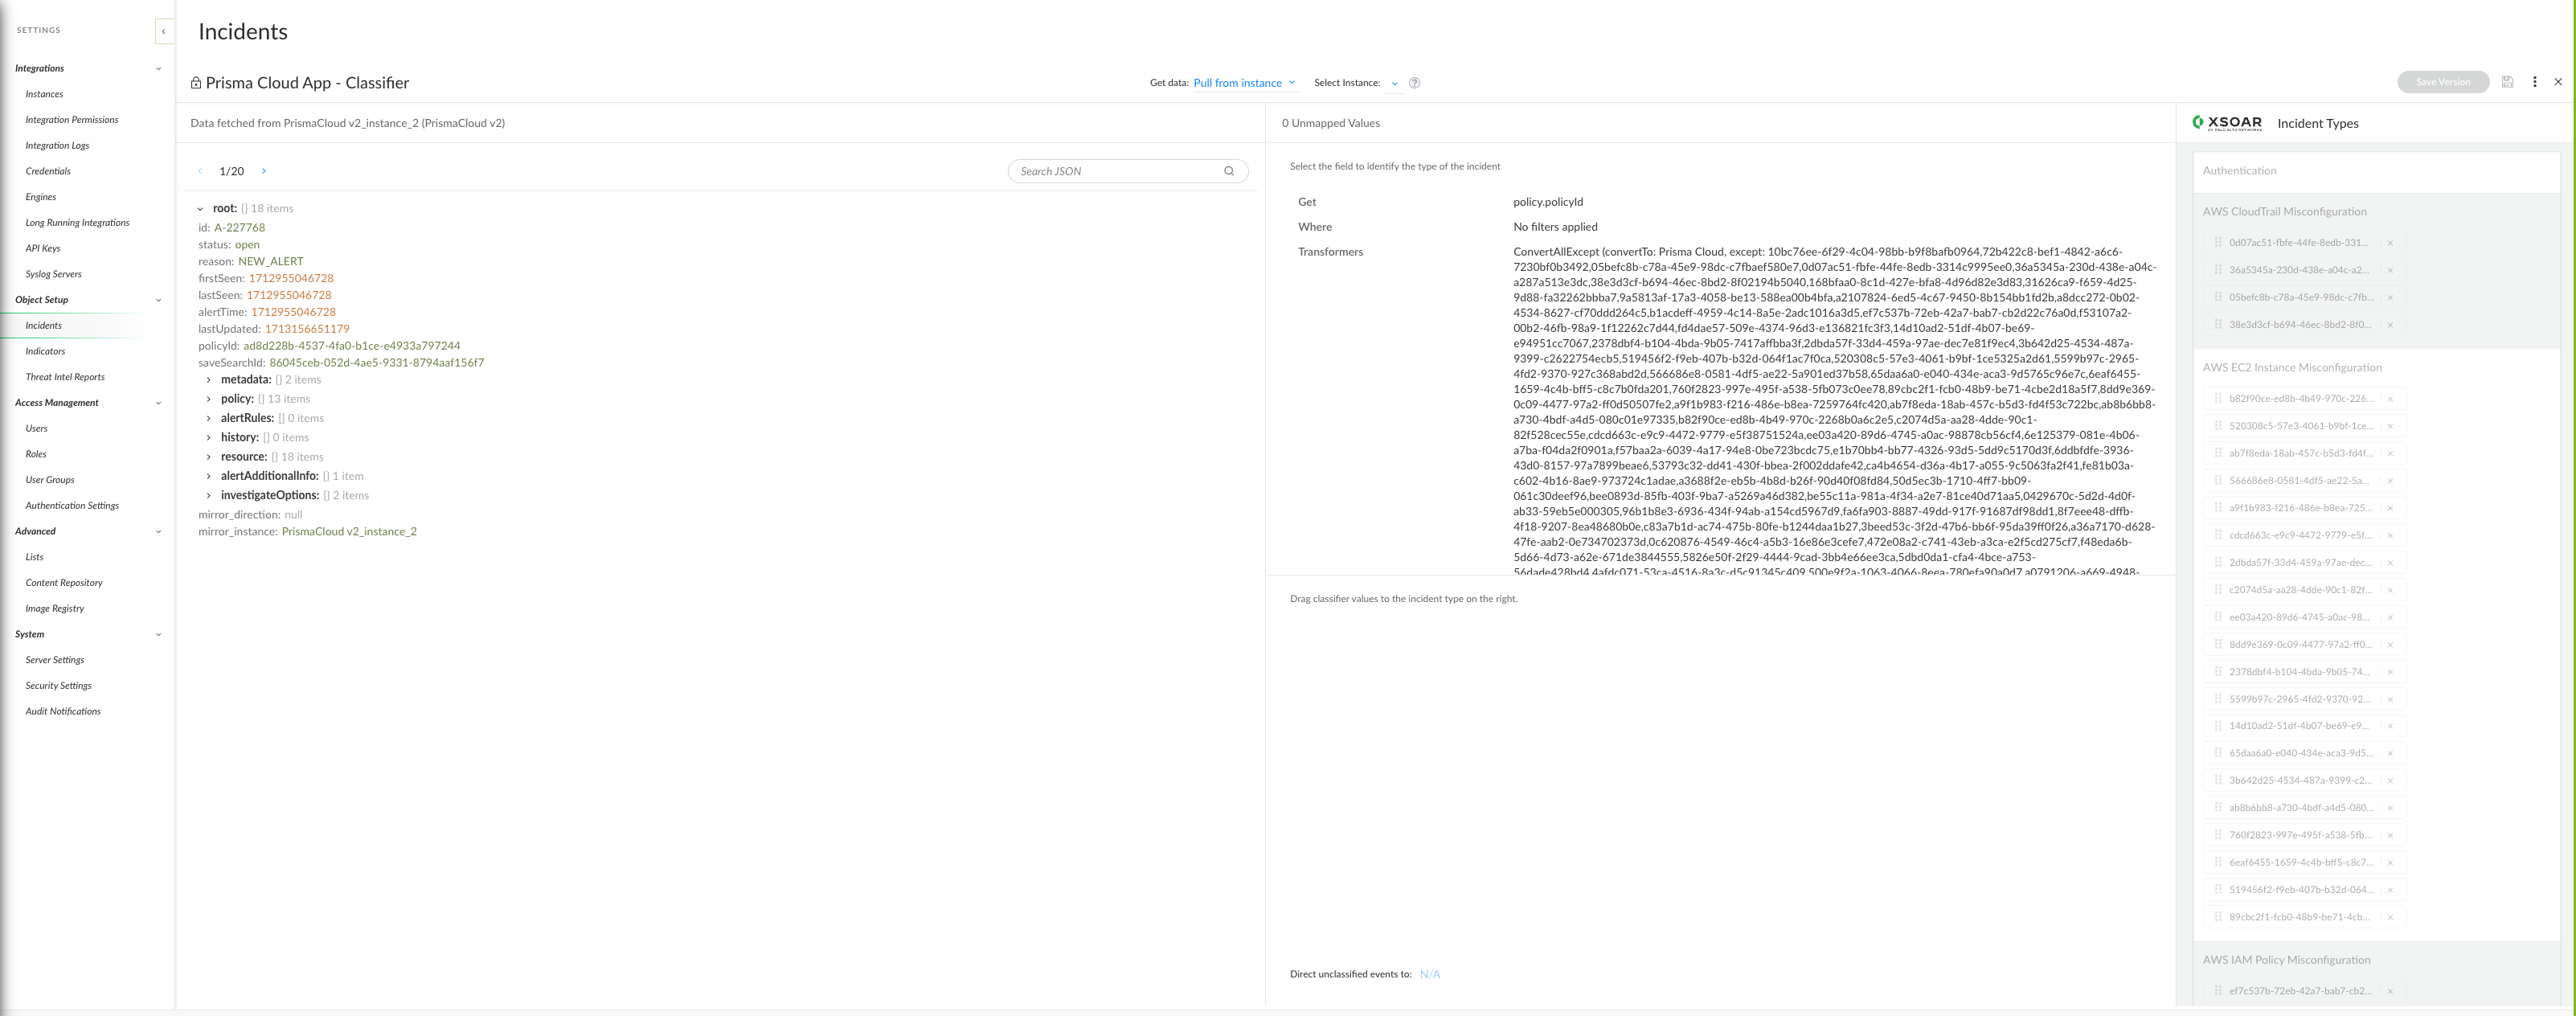 SETTINGS
Integrations
Instances
Integration Permissions
Integration Logs
Credentials
Engines
Long Running Integrations
API Keys
Syslog Servers
Object Setup
Incidents
Indicators
Threat Intel Reports
Access Management
Users
Roles
User Groups
Authentication Settings
Advanced
Lists
Content Repository
Image Registry
System
Server Settings
Security Settings
Audit Notifications
Incidents
Prisma Cloud App - Classifier
Get data: Pull from instance Select Instance:
Save Version
Data fetched from PrismaCloud v2_instance_2 (PrismaCloud v2)
1/20
Search JSON
root: {} 18 items
id: A-227768
status: open
reason: NEW_ALERT
firstSeen: 1712955046728
lastSeen: 1712955046728
alertTime: 1712955046728
lastUpdated: 1713156651179
policyId: ad8d228b-4537-4fa0-b1ce-e4933a797244
saveSearchId: 86045ceb-052d-4ae5-9331-8794aaf156f7
metadata: {} 2 items
policy: {} 13 items
alertRules: [] 0 items
history: [] 0 items
resource: {} 18 items
alertAdditionalInfo: {} 1 item
investigateOptions: {} 2 items
mirror_direction: null
mirror_instance: PrismaCloud v2_instance_2
0 Unmapped Values
Select the field to identify the type of the incident
Get policy.policyId
Where No filters applied
Transformers ConvertAllExcept (convertTo: Prisma Cloud, except: 10bc76ee-6f29-4c04-98bb-b9f8bafb0964,72b422c8-bef1-4842-a6c6-
7230bf0b3492,05befc8b-c78a-45e9-98dc-c7fbaef580e7,0d07ac51-fbfe-44fe-8edb-3314c9995ee0,36a5345a-230d-438e-a04c-
a287a513e3dc,38e3d3cf-b694-46ec-8bd2-8f02194b5040,168bfaa0-8c1d-427e-bfa8-4d96d82e3d83,31626ca9-f659-4d25-
9d88-fa32262bbba7,9a5813af-17a3-4058-be13-588ea00b4bfa,a2107824-6ed5-4c67-9450-8b154bb1fd2b,a8dcc272-0b02-
4534-8627-cf70ddd264c5,b1acdeff-4959-4c14-8a5e-2adc1016a3d5,ef7c537b-72eb-42a7-bab7-cb2d22c76a0d,f53107a2-
00b2-46fb-98a9-1f12262c7d44,fd4dae57-509e-4374-96d3-e136821fc3f3,14d10ad2-51df-4b07-be69-
e94951cc7067,2378dbf4-b104-4bda-9b05-7417affbba3f,2dbda57f-33d4-459a-97ae-dec7e81f9ec4,3b642d25-4534-487a-
9399-c2622754ecb5,519456f2-f9eb-407b-b32d-064f1ac7f0ca,520308c5-57e3-4061-b9bf-1ce5325a2d61,5599b97c-2965-
4fd2-9370-927c368abd2d,566686e8-0581-4df5-ae22-5a901ed37b58,65daa6a0-e040-434e-aca3-9d5765c96e7c,6eaf6455-
1659-4c4b-bff5-c8c7b0fda201,760f2823-997e-495f-a538-5fb073c0ee78,89cbc2f1-fcb0-48b9-be71-4cbe2d18a5f7,8dd9e369-
0c09-4477-97a2-ff0d50507fe2,a9f1b983-f216-486e-b8ea-7259764fc420,ab7f8eda-18ab-457c-b5d3-fd4f53c722bc,ab8b6bb8-
a730-4bdf-a4d5-080c01e97335,b82f90ce-ed8b-4b49-970c-2268b0a6c2e5,c2074d5a-aa28-4dde-90c1-
82f528cec55e,cdcd663c-e9c9-4472-9779-e5f38751524a,ee03a420-89d6-4745-a0ac-98878cb56cf4,6e125379-081e-4b06-
a7ba-f04da2f0901a,f57baa2a-6039-4a17-94e8-0be723bcdc75,e1b70bb4-bb77-4326-93d5-5dd9c5170d3f,6ddbfdfe-3936-
43d0-8157-97a7899beae6,53793c32-dd41-430f-bbea-2f002ddafe42,ca4b4654-d36a-4b17-a055-9c5063fa2f41,fe81b03a-
c602-4b16-8ae9-973724c1adae,a3688f2e-eb5b-4b8d-b26f-90d40f08fd84,50d5ec3b-1710-4ff7-bb09-
061c30deef96,bee0893d-85fb-403f-9ba7-a5269a46d382,be55c11a-981a-4f34-a2e7-81ce40d71aa5,0429670c-5d2d-4d0f-
ab33-59eb5e000305,96b1b8e3-6936-434f-94ab-a154cd5967d9,fa6fa903-8887-49dd-917f-91687df98dd1,8f7eee48-dffb-
4f18-9207-8ea48680b0e,c83a7b1d-ac74-475b-80fe-b1244daa1b27,3beed53c-3f2d-47b6-bb6f-95da39ff0f26,a36a7170-d628-
47fe-aab2-0e734702373d,0c620876-4549-46c4-a5b3-16e86e3cefe7,472e08a2-c741-43eb-a3ca-e2f5cd275cf7,f48eda6b-
5d66-4d73-a62e-671de3844555,5826e50f-2f29-4444-9cad-3bb4e66ee3ca,5dbd0da1-cfa4-4bce-a753-
56dade428bd4,4afdc071-53ca-4516-8a3c-d5c91345c409,500e9f2a-1063-4066-8eea-780efa90a0d7,a0791206-a669-4948-
Drag classifier values to the incident type on the right.
Direct unclassified events to: N/A
XSOAR
BY PALO ALTO NETWORKS
Incident Types
Authentication
AWS CloudTrail Misconfiguration
0d07ac51-fbfe-44fe-8edb-331...
36a5345a-230d-438e-a04c-a2...
05befc8b-c78a-45e9-98dc-c7fb...
38e3d3cf-b694-46ec-8bd2-8f0...
AWS EC2 Instance Misconfiguration
b82f90ce-ed8b-4b49-970c-226...
520308c5-57e3-4061-b9bf-1ce...
ab7f8eda-18ab-457c-b5d3-fd4f...
566686e8-0581-4df5-ae22-5a...
a9f1b983-f216-486e-b8ea-725...
cdcd663c-e9c9-4472-9779-e5f...
2dbda57f-33d4-459a-97ae-dec...
c2074d5a-aa28-4dde-90c1-82f...
ee03a420-89d6-4745-a0ac-98...
8dd9e369-0c09-4477-97a2-ff0...
2378dbf4-b104-4bda-9b05-74...
5599b97c-2965-4fd2-9370-92...
14d10ad2-51df-4b07-be69-e9...
65daa6a0-e040-434e-aca3-9d5...
3b642d25-4534-487a-9399-c2...
ab8b6bb8-a730-4bdf-a4d5-080...
760f2823-997e-495f-a538-5fb...
6eaf6455-1659-4c4b-bff5-c8c7...
519456f2-f9eb-407b-b32d-064...
89cbc2f1-fcb0-48b9-be71-4cb...
AWS IAM Policy Misconfiguration
ef7c537b-72eb-42a7-bab7-cb2...